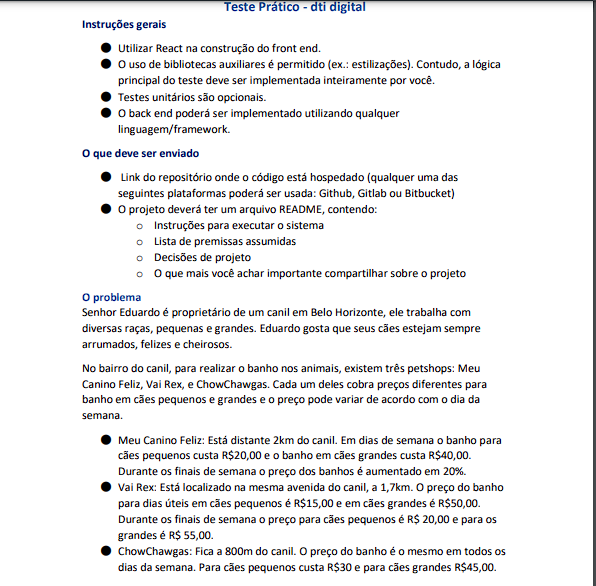 Teste Prático - dti digital
Instruções gerais
● Utilizar React na construção do front end.
● O uso de bibliotecas auxiliares é permitido (ex.: estilizações). Contudo, a lógica
principal do teste deve ser implementada inteiramente por você.
● Testes unitários são opcionais.
● O back end poderá ser implementado utilizando qualquer
linguagem/framework.
O que deve ser enviado
● Link do repositório onde o código está hospedado (qualquer uma das
seguintes plataformas poderá ser usada: Github, Gitlab ou Bitbucket)
● O projeto deverá ter um arquivo README, contendo:
o Instruções para executar o sistema
o Lista de premissas assumidas
o Decisões de projeto
o O que mais você achar importante compartilhar sobre o projeto
O problema
Senhor Eduardo é proprietário de um canil em Belo Horizonte, ele trabalha com
diversas raças, pequenas e grandes. Eduardo gosta que seus cães estejam sempre
arrumados, felizes e cheirosos.
No bairro do canil, para realizar o banho nos animais, existem três petshops: Meu
Canino Feliz, Vai Rex, e ChowChawgas. Cada um deles cobra preços diferentes para
banho em cães pequenos e grandes e o preço pode variar de acordo com o dia da
semana.
● Meu Canino Feliz: Está distante 2km do canil. Em dias de semana o banho para
cães pequenos custa R$20,00 e o banho em cães grandes custa R$40,00.
Durante os finais de semana o preço dos banhos é aumentado em 20%.
● Vai Rex: Está localizado na mesma avenida do canil, a 1,7km. O preço do banho
para dias úteis em cães pequenos é R$15,00 e em cães grandes é R$50,00.
Durante os finais de semana o preço para cães pequenos é R$ 20,00 e para os
grandes é R$ 55,00.
● ChowChawgas: Fica a 800m do canil. O preço do banho é o mesmo em todos os
dias da semana. Para cães pequenos custa R$30 e para cães grandes R$45,00.